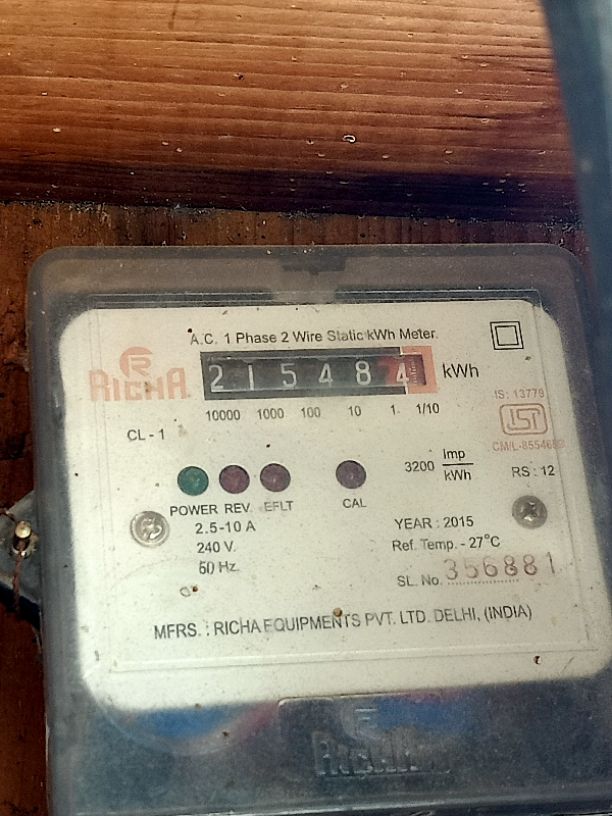 A.C. 1 Phase 2 Wire Static kWh Meter.
R
RICHA
2 1 5 4 8 4 kWh
10000 1000 100 10 1 1/10
IS: 13779
ISI
CL - 1
3200 Imp/kWh
RS : 12
POWER REV. EFLT CAL
2.5-10 A
240 V.
50 Hz.
YEAR : 2015
Ref. Temp. - 27°C
SL. No. 356881
MFRS. : RICHA EQUIPMENTS PVT. LTD. DELHI, (INDIA)
RICHA